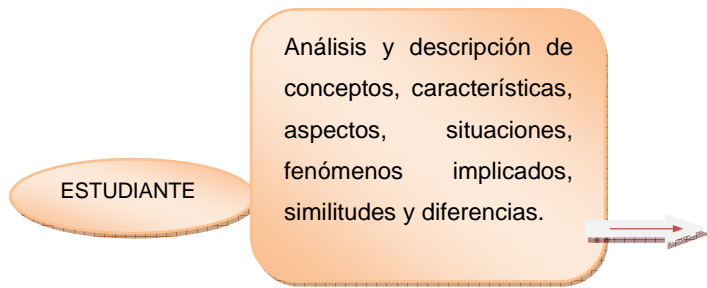 Análisis y descripción de
conceptos, características,
aspectos, situaciones,
fenómenos implicados,
similitudes y diferencias.
ESTUDIANTE